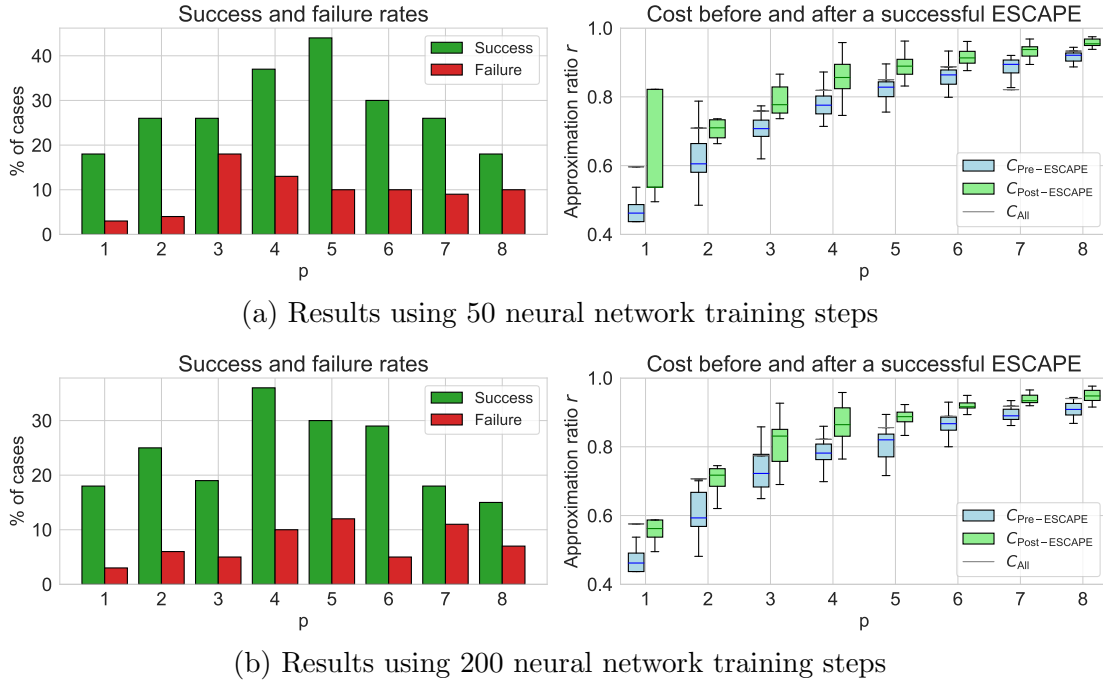 Success and failure rates
% of cases
40
30
20
10
0
1 2 3 4 5 6 7 8
p
Success
Failure
Cost before and after a successful ESCAPE
Approximation ratio r
1.0
0.8
0.6
0.4
1 2 3 4 5 6 7 8
p
C_Pre−ESCAPE
C_Post−ESCAPE
C_All
(a) Results using 50 neural network training steps
Success and failure rates
% of cases
30
20
10
0
1 2 3 4 5 6 7 8
p
Success
Failure
Cost before and after a successful ESCAPE
Approximation ratio r
1.0
0.8
0.6
0.4
1 2 3 4 5 6 7 8
p
C_Pre−ESCAPE
C_Post−ESCAPE
C_All
(b) Results using 200 neural network training steps